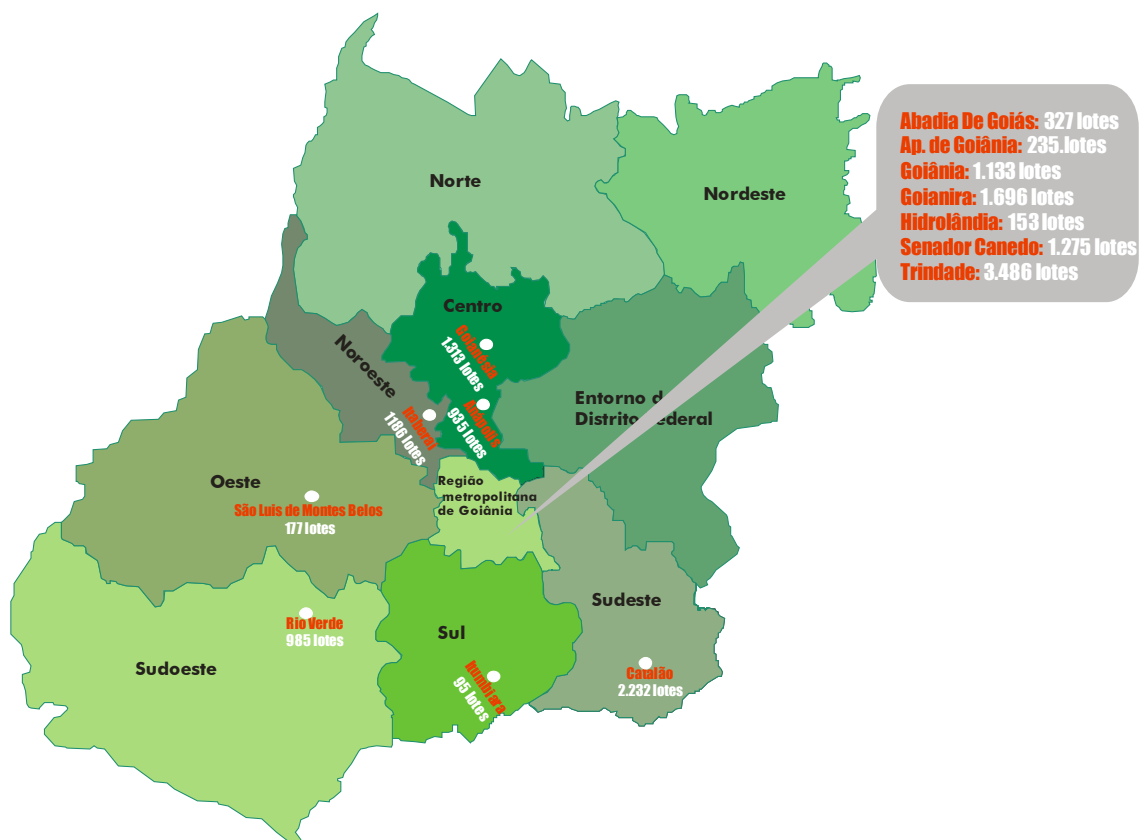 Norte
Nordeste
Abadia De Goiás: 327 lotes
Ap. de Goiânia: 235.lotes
Goiânia: 1.133 lotes
Goianira: 1.696 lotes
Hidrolândia: 153 lotes
Senador Canedo: 1.275 lotes
Trindade: 3.486 lotes
Centro
Goianésia
1.313 lotes
Noroeste
Itaberaí
1186 lotes
Anápolis
935 lotes
Entorno d
Distrito Federal
Oeste
São Luis de Montes Belos
177 lotes
Região
metropolitana
de Goiânia
Sudeste
Catalão
2.232 lotes
Rio Verde
985 lotes
Sul
Itumbiara
95 lotes
Sudoeste